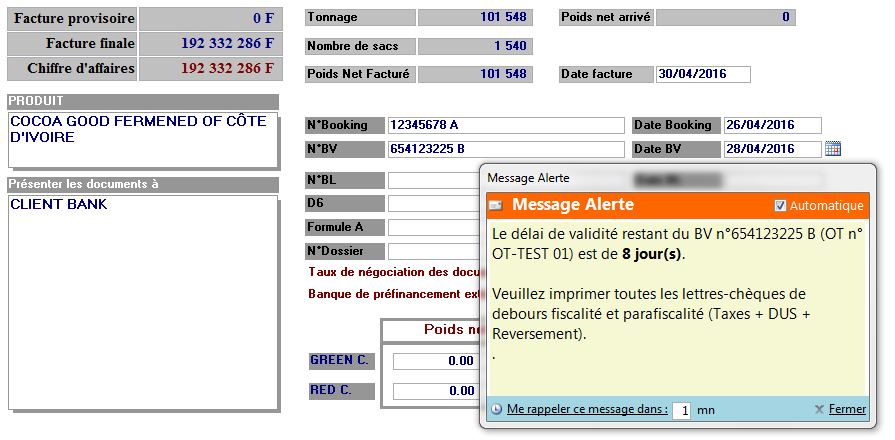 Facture provisoire 0 F
Facture finale 192 332 286 F
Chiffre d'affaires 192 332 286 F
Tonnage 101 548
Poids net arrivé 0
Nombre de sacs 1 540
Poids Net Facturé 101 548
Date facture 30/04/2016
PRODUIT
COCOA GOOD FERMENED OF CÔTE
D'IVOIRE
N°Booking 12345678 A
Date Booking 26/04/2016
N°BV 654123225 B
Date BV 28/04/2016
Présenter les documents à
CLIENT BANK
N°BL
D6
Formule A
N°Dossier
Taux de négociation des docu
Banque de préfinancement ex
Poids ne
GREEN C. 0.00
RED C. 0.00
Message Alerte
Message Alerte
Automatique
Le délai de validité restant du BV n°654123225 B (OT n°
OT-TEST 01) est de 8 jour(s).
Veuillez imprimer toutes les lettres-chèques de
debours fiscalité et parafiscalité (Taxes + DUS +
Reversement).
.
Me rappeler ce message dans : 1 mn
Fermer